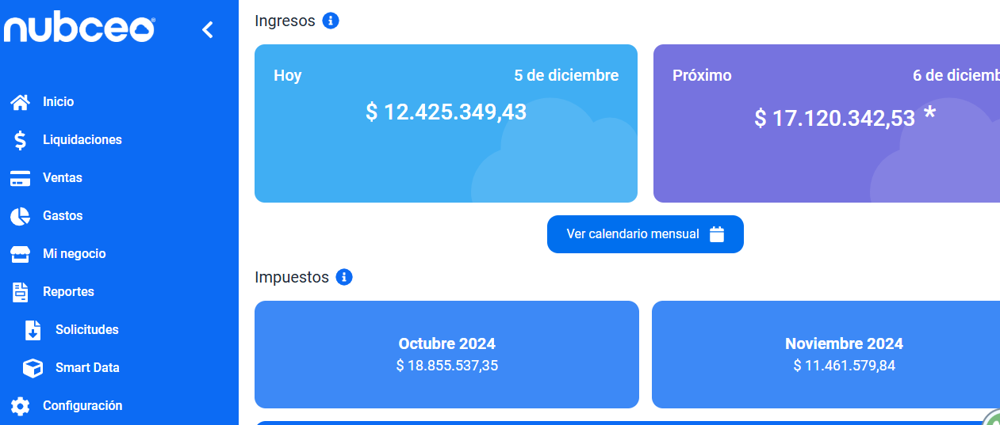 nubceo
Inicio
Liquidaciones
Ventas
Gastos
Mi negocio
Reportes
Solicitudes
Smart Data
Configuración
Ingresos
Hoy
5 de diciembre
$ 12.425.349,43
Próximo
6 de diciemb
$ 17.120.342,53 *
Ver calendario mensual
Impuestos
Octubre 2024
$ 18.855.537,35
Noviembre 2024
$ 11.461.579,84